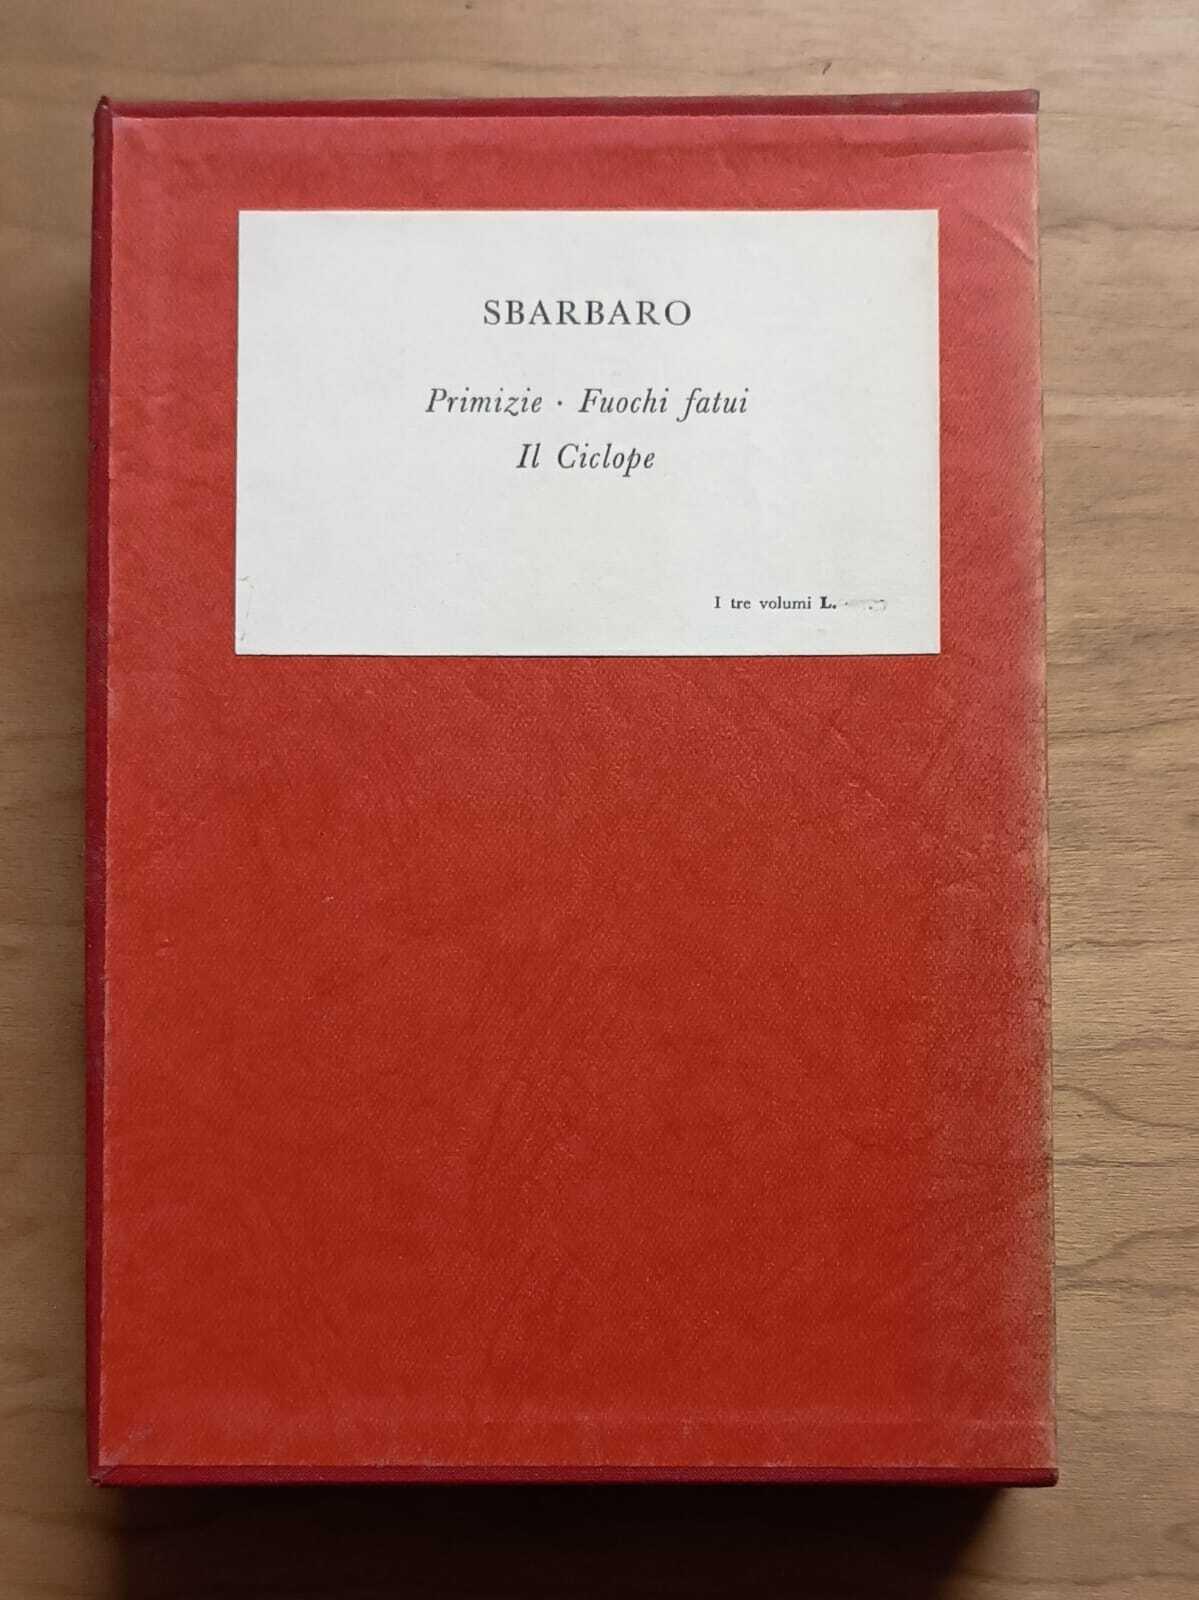 SBARBARO
Primizie · Fuochi fatui
Il Ciclope
I tre volumi L.